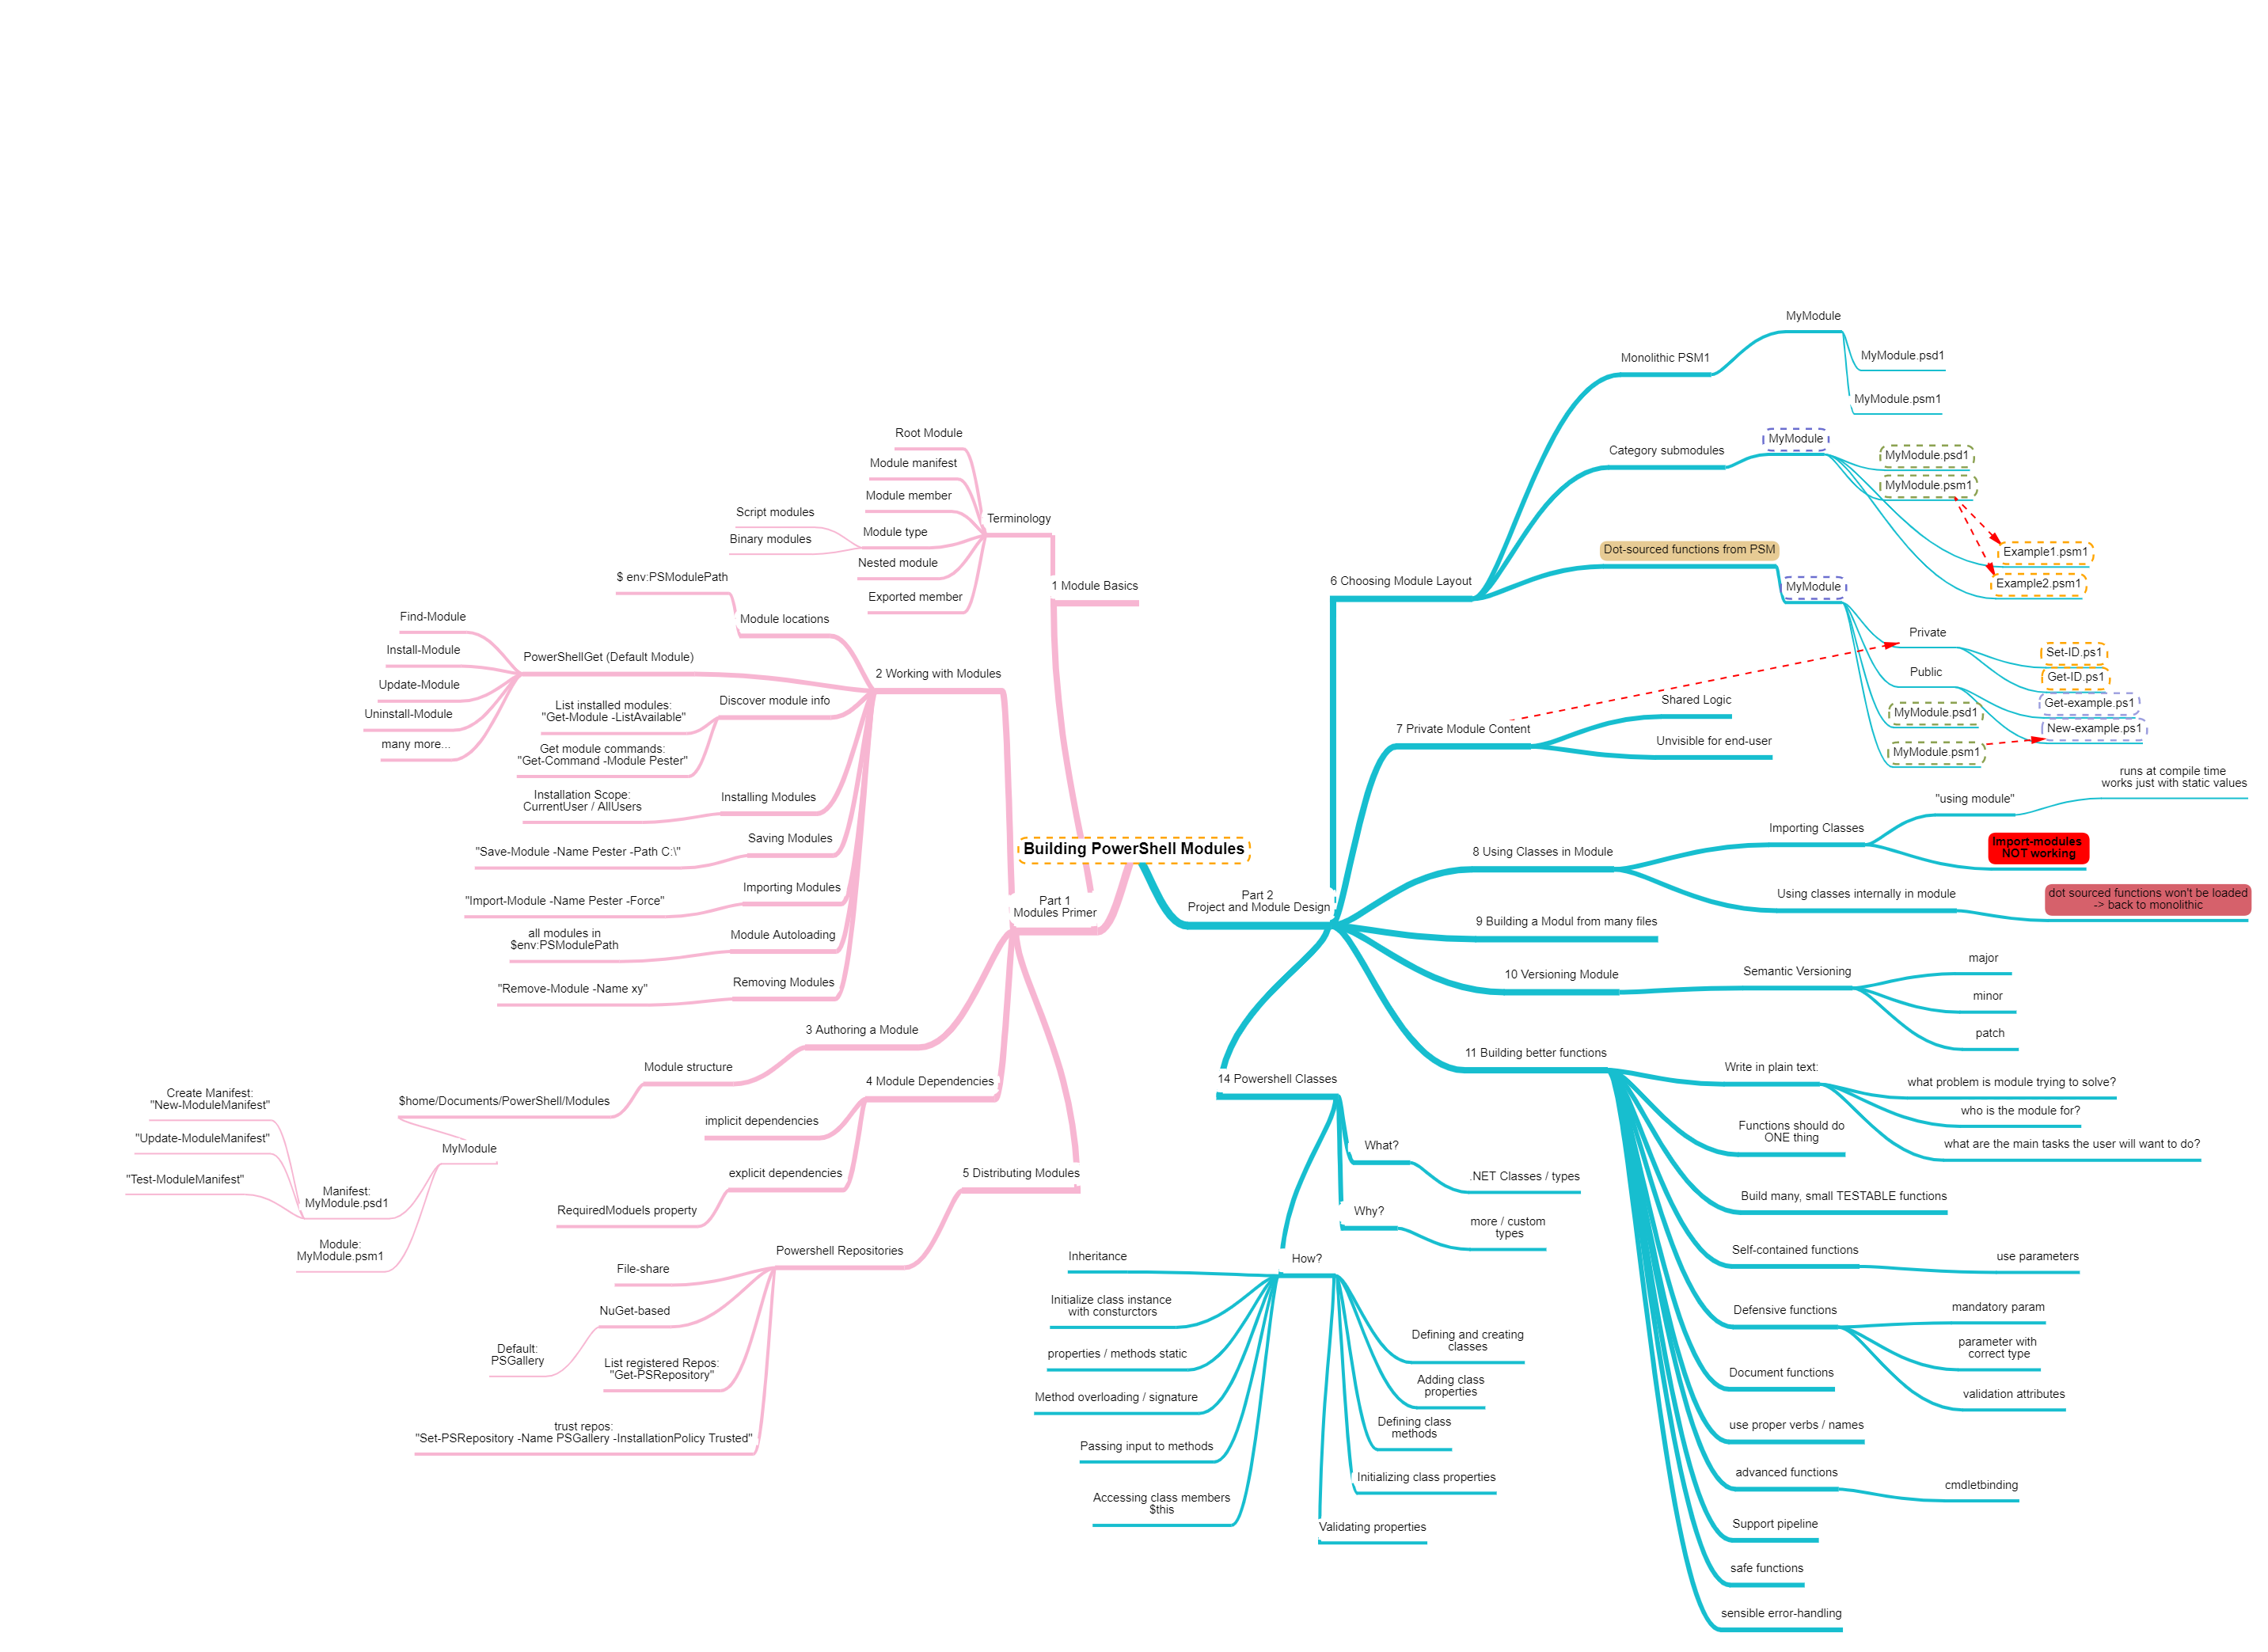 Building PowerShell Modules
Part 1
Modules Primer
1 Module Basics
Terminology
Root Module
Module manifest
Module member
Module type
Script modules
Binary modules
Nested module
Exported member
2 Working with Modules
Module locations
$ env:PSModulePath
PowerShellGet (Default Module)
Find-Module
Install-Module
Update-Module
Uninstall-Module
many more...
Discover module info
List installed modules:
"Get-Module -ListAvailable"
Get module commands:
"Get-Command -Module Pester"
Installing Modules
Installation Scope:
CurrentUser / AllUsers
Saving Modules
"Save-Module -Name Pester -Path C:\"
Importing Modules
"Import-Module -Name Pester -Force"
Module Autoloading
all modules in
$env:PSModulePath
Removing Modules
"Remove-Module -Name xy"
3 Authoring a Module
Module structure
$home/Documents/PowerShell/Modules
MyModule
Manifest:
MyModule.psd1
Create Manifest:
"New-ModuleManifest"
"Update-ModuleManifest"
"Test-ModuleManifest"
Module:
MyModule.psm1
4 Module Dependencies
implicit dependencies
explicit dependencies
RequiredModuels property
5 Distributing Modules
Powershell Repositories
File-share
NuGet-based
Default:
PSGallery
List registered Repos:
"Get-PSRepository"
trust repos:
"Set-PSRepository -Name PSGallery -InstallationPolicy Trusted"
Part 2
Project and Module Design
6 Choosing Module Layout
Monolithic PSM1
MyModule
MyModule.psd1
MyModule.psm1
Category submodules
MyModule
MyModule.psd1
MyModule.psm1
Example1.psm1
Example2.psm1
Dot-sourced functions from PSM
MyModule
Private
Set-ID.ps1
Get-ID.ps1
Public
Get-example.ps1
New-example.ps1
MyModule.psd1
MyModule.psm1
7 Private Module Content
Shared Logic
Unvisible for end-user
8 Using Classes in Module
Importing Classes
"using module"
runs at compile time
works just with static values
Import-modules
NOT working
Using classes internally in module
dot sourced functions won't be loaded
-> back to monolithic
9 Building a Modul from many files
10 Versioning Module
Semantic Versioning
major
minor
patch
11 Building better functions
Write in plain text:
what problem is module trying to solve?
who is the module for?
what are the main tasks the user will want to do?
Functions should do
ONE thing
Build many, small TESTABLE functions
Self-contained functions
use parameters
Defensive functions
mandatory param
parameter with
correct type
validation attributes
Document functions
use proper verbs / names
advanced functions
cmdletbinding
Support pipeline
safe functions
sensible error-handling
14 Powershell Classes
What?
.NET Classes / types
Why?
more / custom
types
How?
Inheritance
Initialize class instance
with consturctors
properties / methods static
Method overloading / signature
Passing input to methods
Accessing class members
$this
Defining and creating
classes
Adding class
properties
Defining class
methods
Initializing class properties
Validating properties